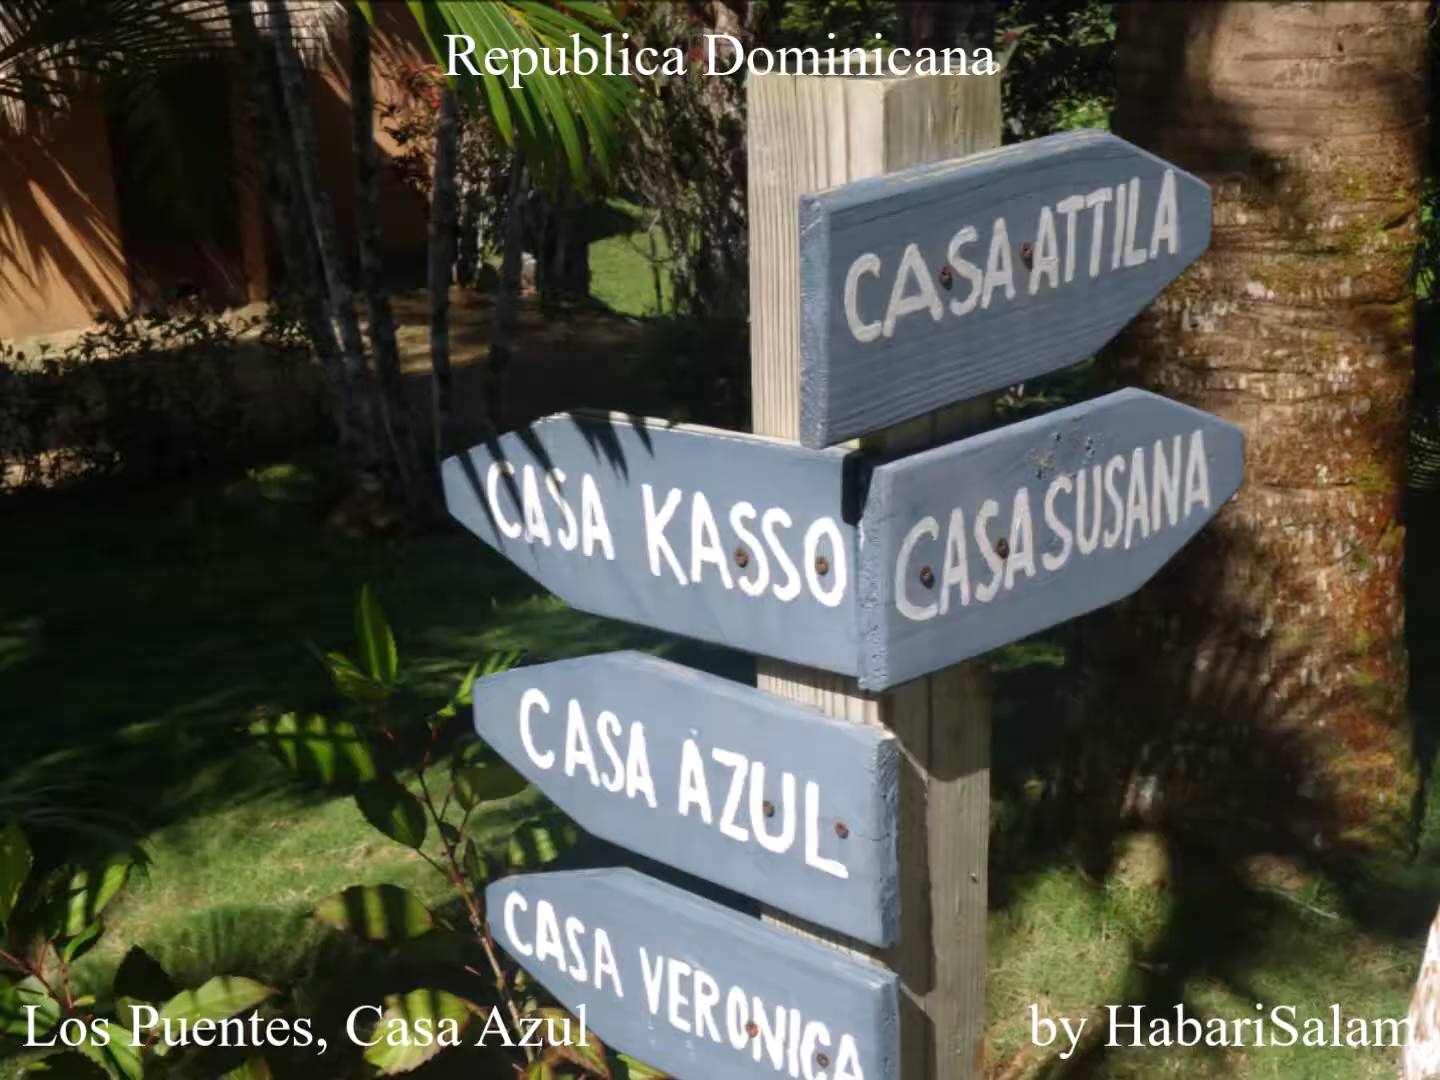 Republica Dominicana
CASA ATTILA
CASA KASSO
CASA SUSANA
CASA AZUL
CASA VERONICA
Los Puentes, Casa Azul
by HabariSalam